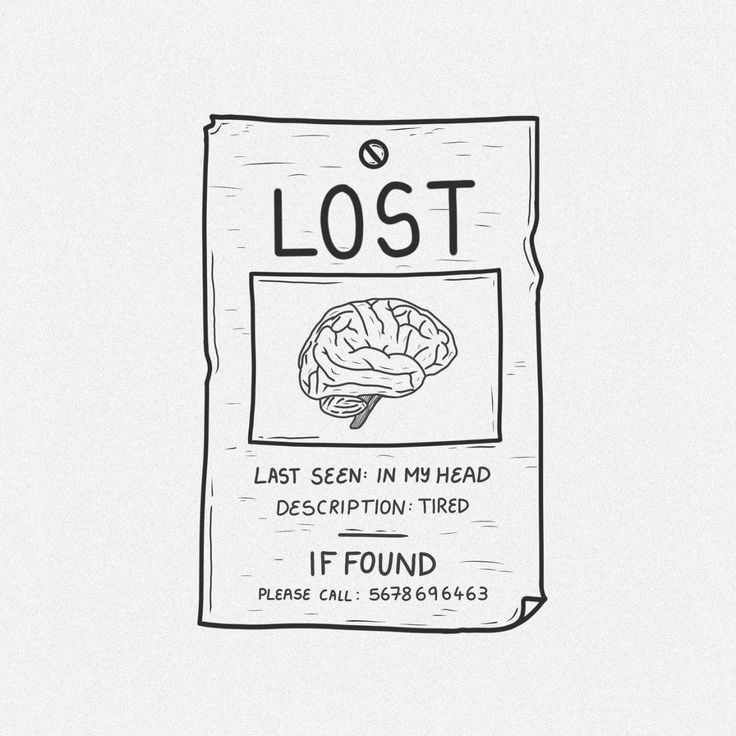 LOST
LAST SEEN: IN MY HEAD
DESCRIPTION: TIRED
IF FOUND
PLEASE CALL: 5678696463